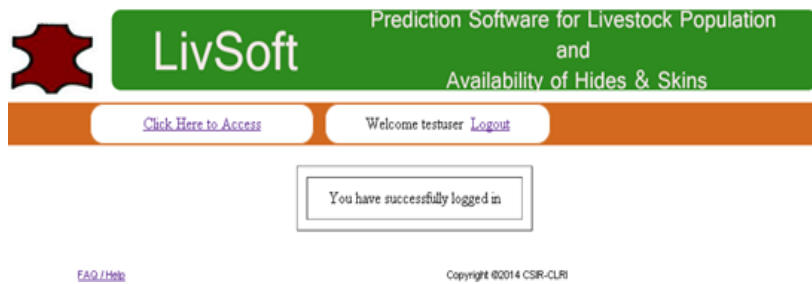 LivSoft
Prediction Software for Livestock Population
and
Availability of Hides & Skins
Click Here to Access
Welcome testuser Logout
You have successfully logged in
FAQ / Help
Copyright ©2014 CSIR-CLRI